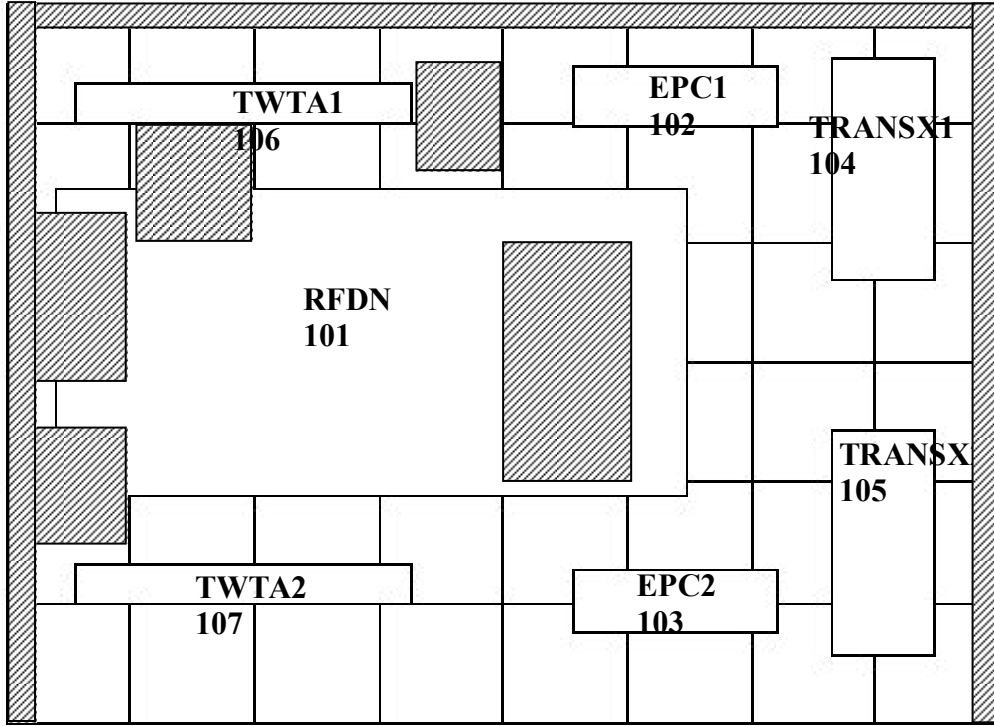 TWTA1
106
EPC1
102
TRANSX1
104
RFDN
101
TRANSX
105
TWTA2
107
EPC2
103